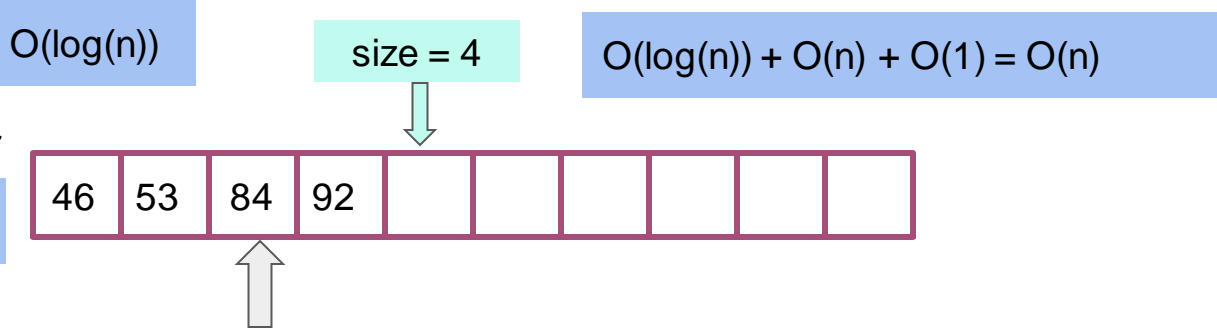 O(log(n))
size = 4
O(log(n)) + O(n) + O(1) = O(n)
46 53 84 92